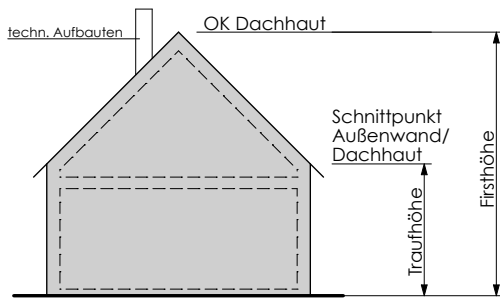 OK Dachhaut
techn. Aufbauten
Schnittpunkt
Außenwand/
Dachhaut
Traufhöhe
Firsthöhe